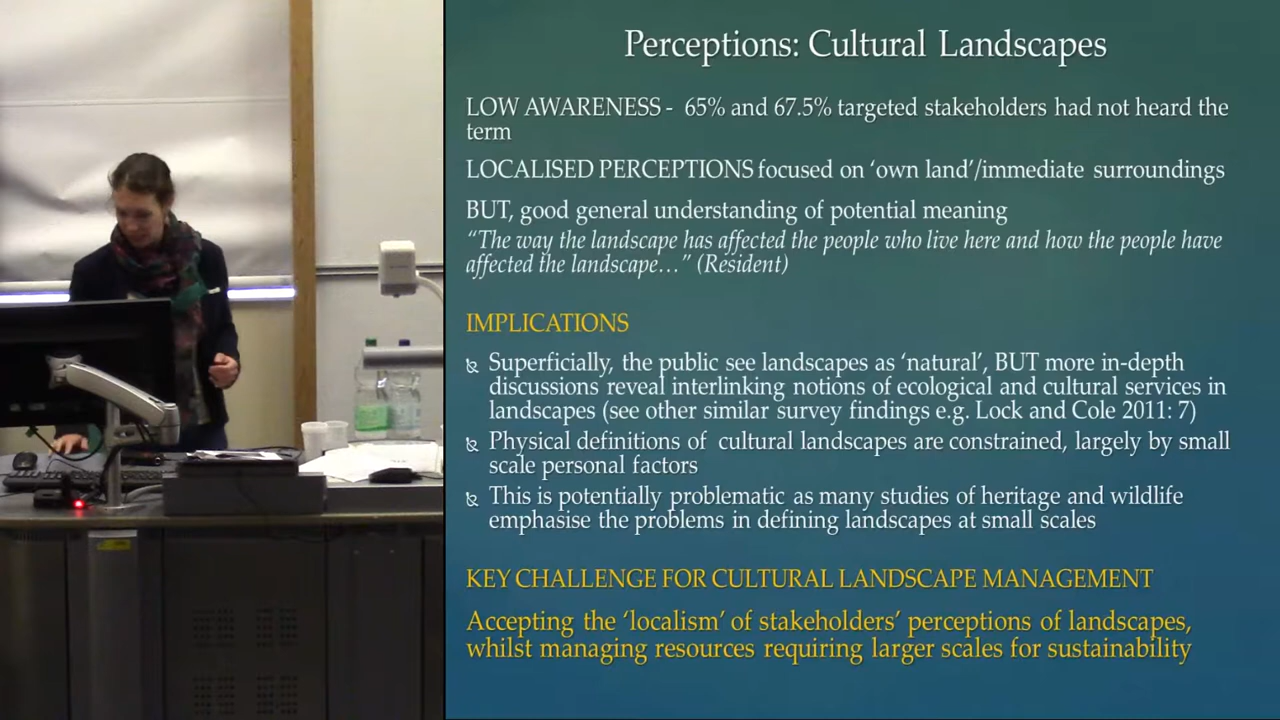 Perceptions: Cultural Landscapes
LOW AWARENESS - 65% and 67.5% targeted stakeholders had not heard the
term
LOCALISED PERCEPTIONS focused on ‘own land’/immediate surroundings
BUT, good general understanding of potential meaning
“The way the landscape has affected the people who live here and how the people have
affected the landscape…” (Resident)
IMPLICATIONS
Superficially, the public see landscapes as ‘natural’, BUT more in-depth
discussions reveal interlinking notions of ecological and cultural services in
landscapes (see other similar survey findings e.g. Lock and Cole 2011: 7)
Physical definitions of cultural landscapes are constrained, largely by small
scale personal factors
This is potentially problematic as many studies of heritage and wildlife
emphasise the problems in defining landscapes at small scales
KEY CHALLENGE FOR CULTURAL LANDSCAPE MANAGEMENT
Accepting the ‘localism’ of stakeholders’ perceptions of landscapes,
whilst managing resources requiring larger scales for sustainability